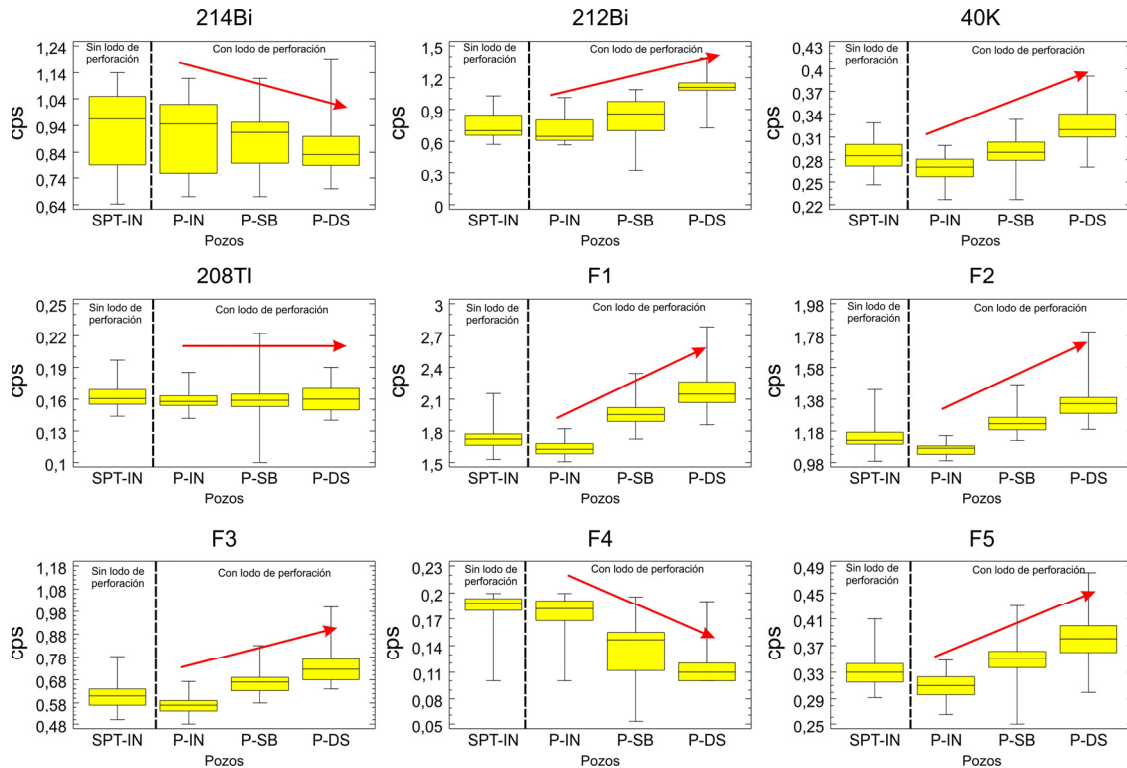 214Bi
1,24
1,14
1,04
0,94
0,84
0,74
0,64
cps
Sin lodo de
perforación
Con lodo de perforación
SPT-IN P-IN P-SB P-DS
Pozos
212Bi
1,5
1,2
0,9
0,6
0,3
0
cps
Sin lodo de
perforación
Con lodo de perforación
SPT-IN P-IN P-SB P-DS
Pozos
40K
0,43
0,4
0,37
0,34
0,31
0,28
0,25
0,22
cps
Sin lodo de
perforación
Con lodo de perforación
SPT-IN P-IN P-SB P-DS
Pozos
208Tl
0,25
0,22
0,19
0,16
0,13
0,1
cps
Sin lodo de
perforación
Con lodo de perforación
SPT-IN P-IN P-SB P-DS
Pozos
F1
3
2,7
2,4
2,1
1,8
1,5
cps
Sin lodo de
perforación
Con lodo de perforación
SPT-IN P-IN P-SB P-DS
Pozos
F2
1,98
1,78
1,58
1,38
1,18
0,98
cps
Sin lodo de
perforación
Con lodo de perforación
SPT-IN P-IN P-SB P-DS
Pozos
F3
1,18
1,08
0,98
0,88
0,78
0,68
0,58
0,48
cps
Sin lodo de
perforación
Con lodo de perforación
SPT-IN P-IN P-SB P-DS
Pozos
F4
0,23
0,2
0,17
0,14
0,11
0,08
0,05
cps
Sin lodo de
perforación
Con lodo de perforación
SPT-IN P-IN P-SB P-DS
Pozos
F5
0,49
0,45
0,41
0,37
0,33
0,29
0,25
cps
Sin lodo de
perforación
Con lodo de perforación
SPT-IN P-IN P-SB P-DS
Pozos